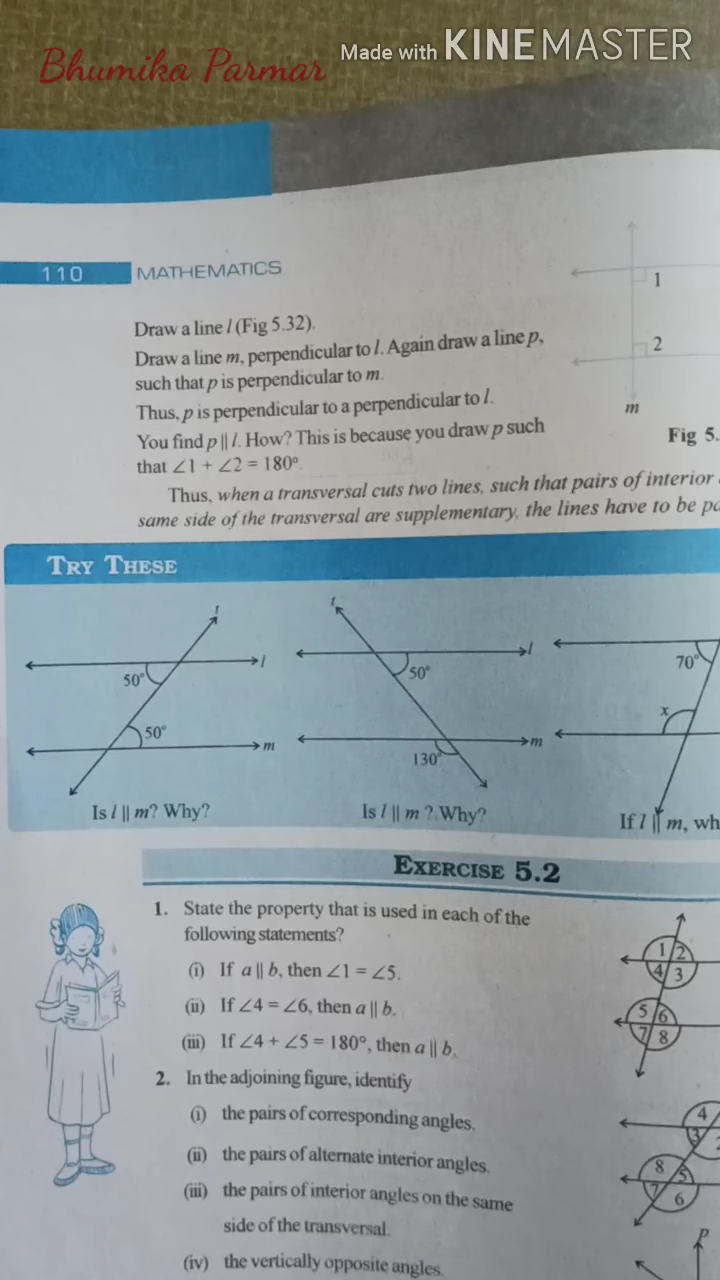 Bhumika Parmar
Made with KINEMASTER
110 MATHEMATICS
Draw a line l (Fig 5.32).
Draw a line m, perpendicular to l. Again draw a line p,
such that p is perpendicular to m.
Thus, p is perpendicular to a perpendicular to l.
You find p || l. How? This is because you draw p such
that ∠1 + ∠2 = 180°.
1
2
m
Fig 5.
Thus, when a transversal cuts two lines, such that pairs of interior
same side of the transversal are supplementary, the lines have to be
TRY THESE
t
l
50°
50°
m
Is l || m? Why?
t
l
50°
m
130°
Is l || m ? Why?
70°
x
If l || m, wh
EXERCISE 5.2
1. State the property that is used in each of the
following statements?
(i) If a || b, then ∠1 = ∠5.
(ii) If ∠4 = ∠6, then a || b.
(iii) If ∠4 + ∠5 = 180°, then a || b.
1 2
4 3
5 6
7 8
2. In the adjoining figure, identify
(i) the pairs of corresponding angles.
(ii) the pairs of alternate interior angles.
(iii) the pairs of interior angles on the same
side of the transversal.
(iv) the vertically opposite angles.
4
3 2
8 5
7 6
P